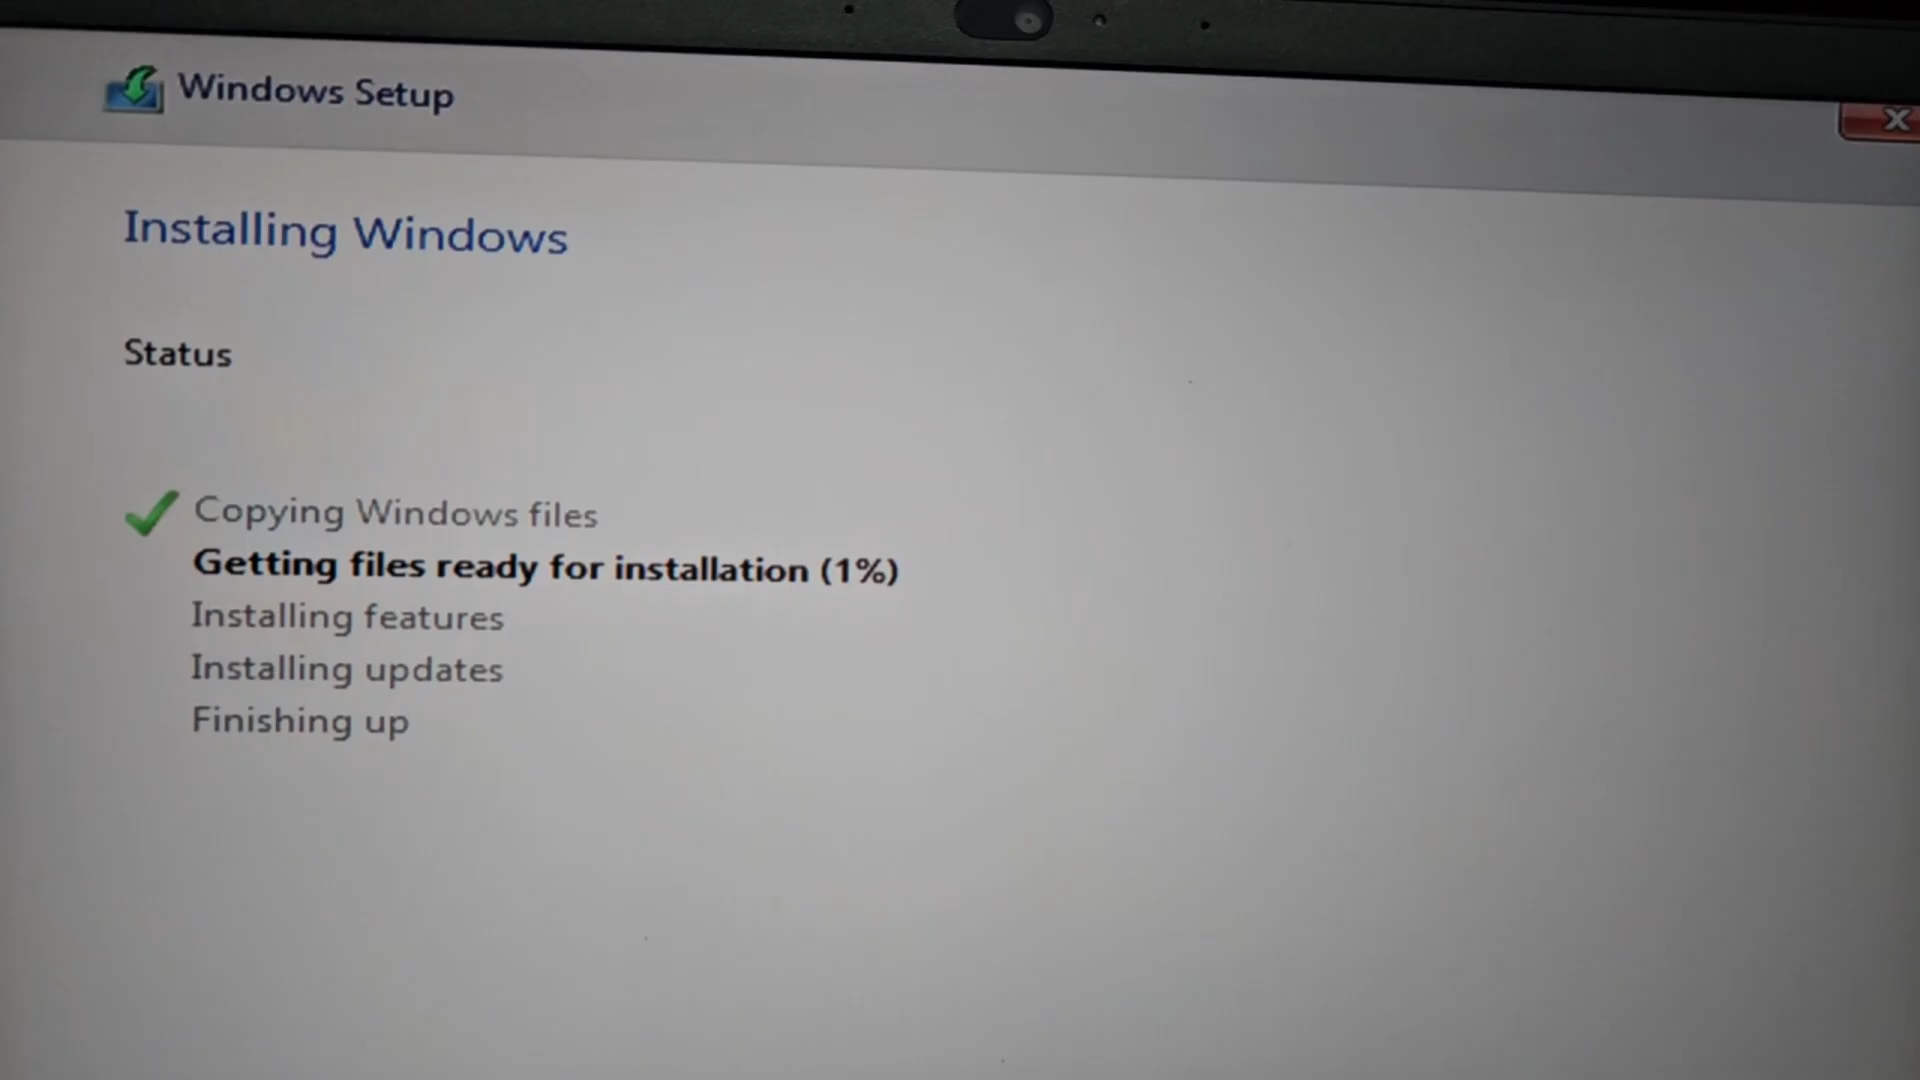 Windows Setup
Installing Windows
Status
Copying Windows files
Getting files ready for installation (1%)
Installing features
Installing updates
Finishing up